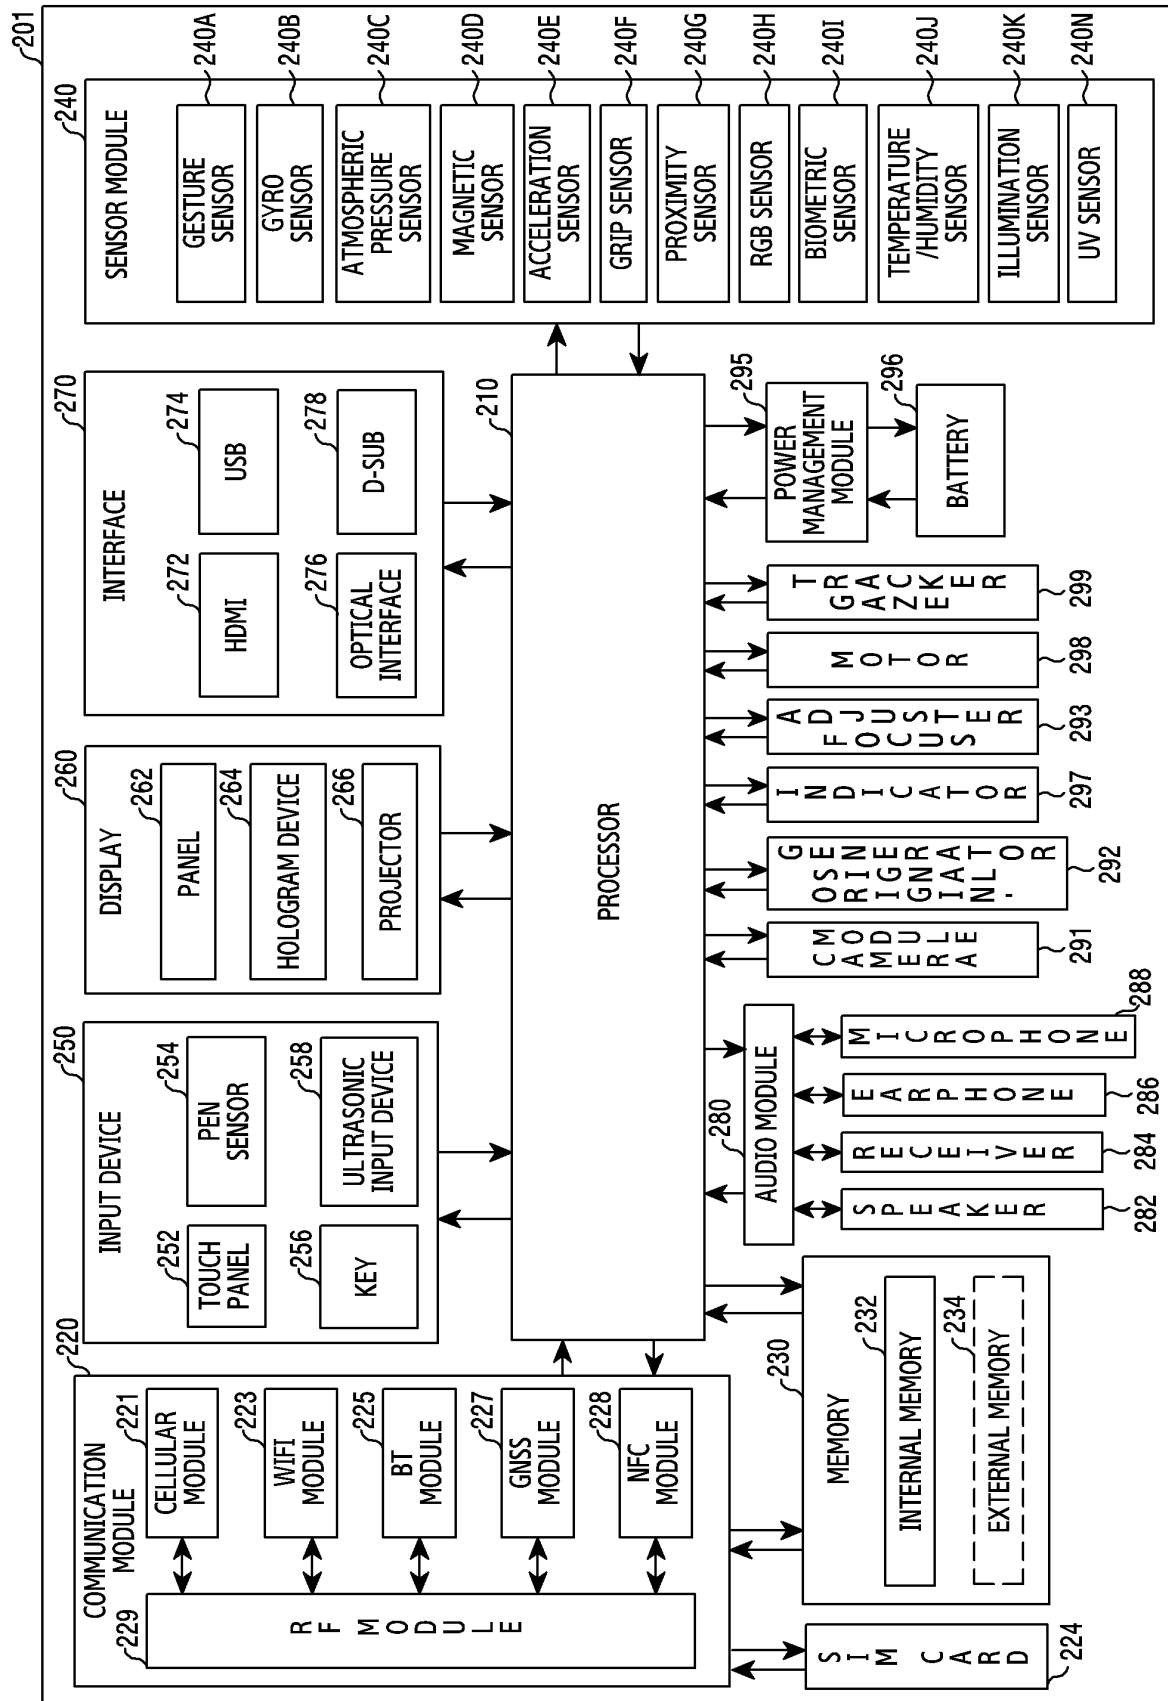 201
COMMUNICATION
MODULE
220
229
RF MODULE
221
CELLULAR
MODULE
223
WIFI
MODULE
225
BT
MODULE
227
GNSS
MODULE
228
NFC
MODULE
INPUT DEVICE
250
252
TOUCH
PANEL
254
PEN
SENSOR
256
KEY
258
ULTRASONIC
INPUT DEVICE
DISPLAY
260
262
PANEL
264
HOLOGRAM DEVICE
266
PROJECTOR
INTERFACE
270
272
HDMI
274
USB
276
OPTICAL
INTERFACE
278
D-SUB
SENSOR MODULE
240
GESTURE
SENSOR
240A
GYRO
SENSOR
240B
ATMOSPHERIC
PRESSURE
SENSOR
240C
MAGNETIC
SENSOR
240D
ACCELERATION
SENSOR
240E
GRIP SENSOR
240F
PROXIMITY
SENSOR
240G
RGB SENSOR
240H
BIOMETRIC
SENSOR
240I
TEMPERATURE
/HUMIDITY
SENSOR
240J
ILLUMINATION
SENSOR
240K
UV SENSOR
240N
PROCESSOR
210
SIM CARD
224
230
MEMORY
232
INTERNAL MEMORY
234
EXTERNAL MEMORY
280
AUDIO MODULE
SPEAKER
282
RECEIVER
284
EARPHONE
286
MICROPHONE
288
CAMERA
MODULE
291
ORIGINAL
SIGNAL
GENERATOR
292
INDICATOR
297
FOCUS
ADJUSTER
293
MOTOR
298
GAZE
TRACKER
299
295
POWER
MANAGEMENT
MODULE
296
BATTERY